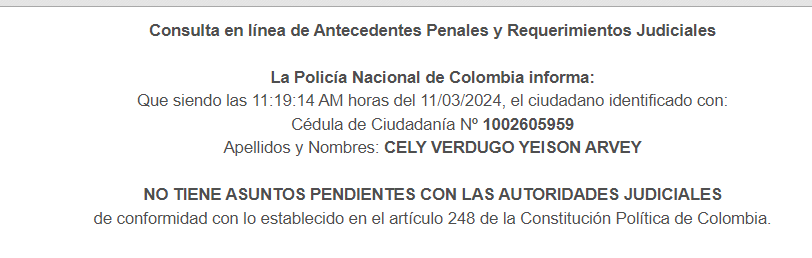 Consulta en línea de Antecedentes Penales y Requerimientos Judiciales
La Policía Nacional de Colombia informa:
Que siendo las 11:19:14 AM horas del 11/03/2024, el ciudadano identificado con:
Cédula de Ciudadanía Nº 1002605959
Apellidos y Nombres: CELY VERDUGO YEISON ARVEY
NO TIENE ASUNTOS PENDIENTES CON LAS AUTORIDADES JUDICIALES
de conformidad con lo establecido en el artículo 248 de la Constitución Política de Colombia.